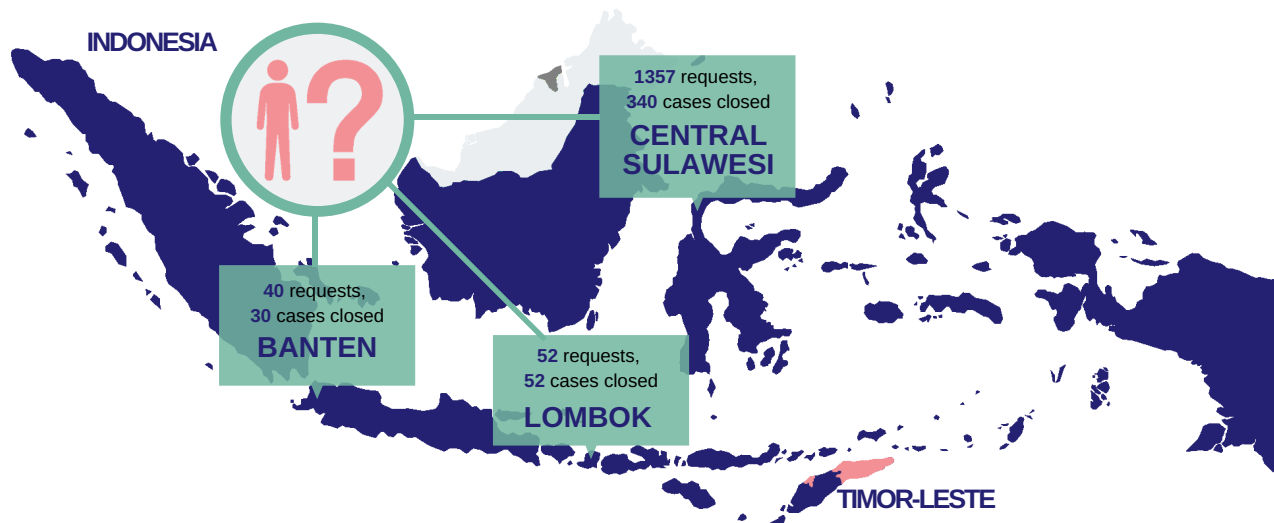 INDONESIA
?
1357 requests,
340 cases closed
CENTRAL
SULAWESI
40 requests,
30 cases closed
BANTEN
52 requests,
52 cases closed
LOMBOK
TIMOR-LESTE